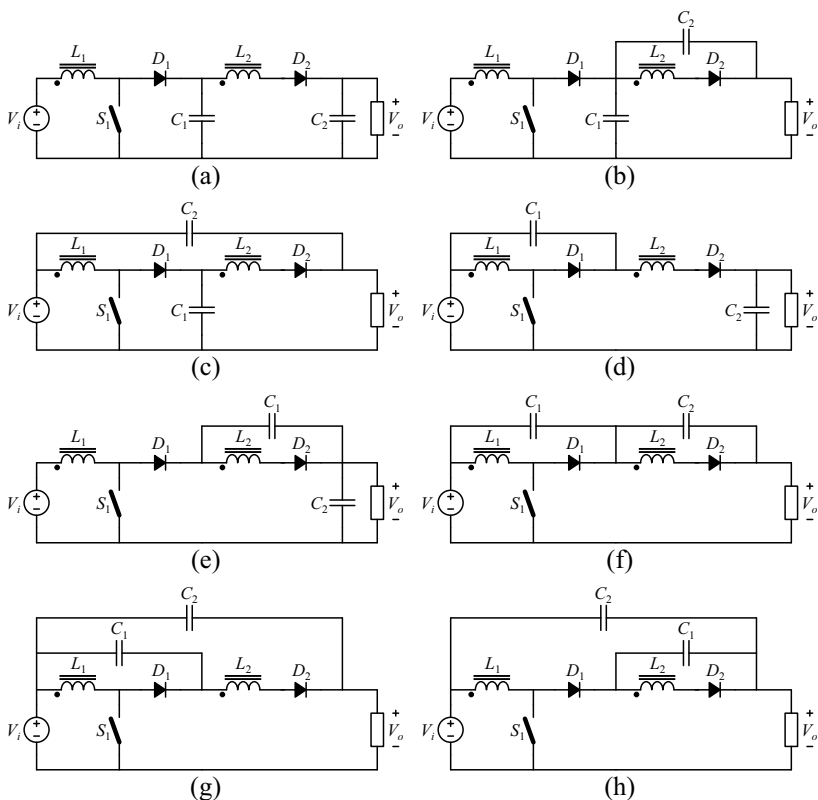 L1 D1 L2 D2
Vi + − S1 C1 C2 + Vo −
(a)
C2
L1 D1 L2 D2
Vi + − S1 C1 + Vo −
(b)
C2
L1 D1 L2 D2
Vi + − S1 C1 + Vo −
(c)
C1
L1 D1 L2 D2
Vi + − S1 C2 + Vo −
(d)
C1
L1 D1 L2 D2
Vi + − S1 C2 + Vo −
(e)
C1 C2
L1 D1 L2 D2
Vi + − S1 + Vo −
(f)
C2
C1
L1 D1 L2 D2
Vi + − S1 + Vo −
(g)
C2
C1
L1 D1 L2 D2
Vi + − S1 + Vo −
(h)